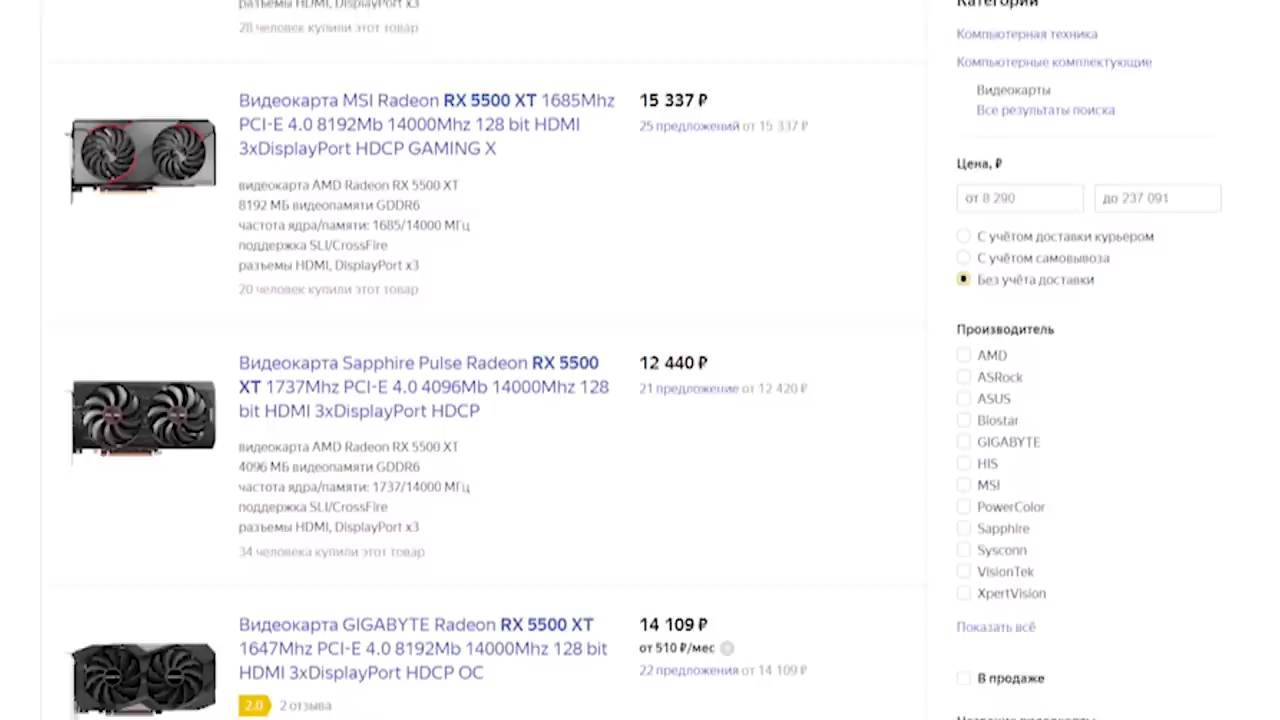 разъемы HDMI, DisplayPort x3
28 человек купили этот товар
Видеокарта MSI Radeon RX 5500 XT 1685Mhz
PCI-E 4.0 8192Mb 14000Mhz 128 bit HDMI
3xDisplayPort HDCP GAMING X
видеокарта AMD Radeon RX 5500 XT
8192 МБ видеопамяти GDDR6
частота ядра/памяти: 1685/14000 МГц
поддержка SLI/CrossFire
разъемы HDMI, DisplayPort x3
20 человек купили этот товар
15 337 ₽
25 предложений от 15 337 ₽
Видеокарта Sapphire Pulse Radeon RX 5500
XT 1737Mhz PCI-E 4.0 4096Mb 14000Mhz 128
bit HDMI 3xDisplayPort HDCP
видеокарта AMD Radeon RX 5500 XT
4096 МБ видеопамяти GDDR6
частота ядра/памяти: 1737/14000 МГц
поддержка SLI/CrossFire
разъемы HDMI, DisplayPort x3
34 человека купили этот товар
12 440 ₽
21 предложение от 12 420 ₽
Видеокарта GIGABYTE Radeon RX 5500 XT
1647Mhz PCI-E 4.0 8192Mb 14000Mhz 128 bit
HDMI 3xDisplayPort HDCP OC
2.0 2 отзыва
14 109 ₽
от 510 ₽/мес
22 предложения от 14 109 ₽
Категории
Компьютерная техника
Компьютерные комплектующие
Видеокарты
Все результаты поиска
Цена, ₽
от 8 290 до 237 091
С учётом доставки курьером
С учётом самовывоза
Без учёта доставки
Производитель
AMD
ASRock
ASUS
Biostar
GIGABYTE
HIS
MSI
PowerColor
Sapphire
Sysconn
VisionTek
XpertVision
Показать всё
В продаже